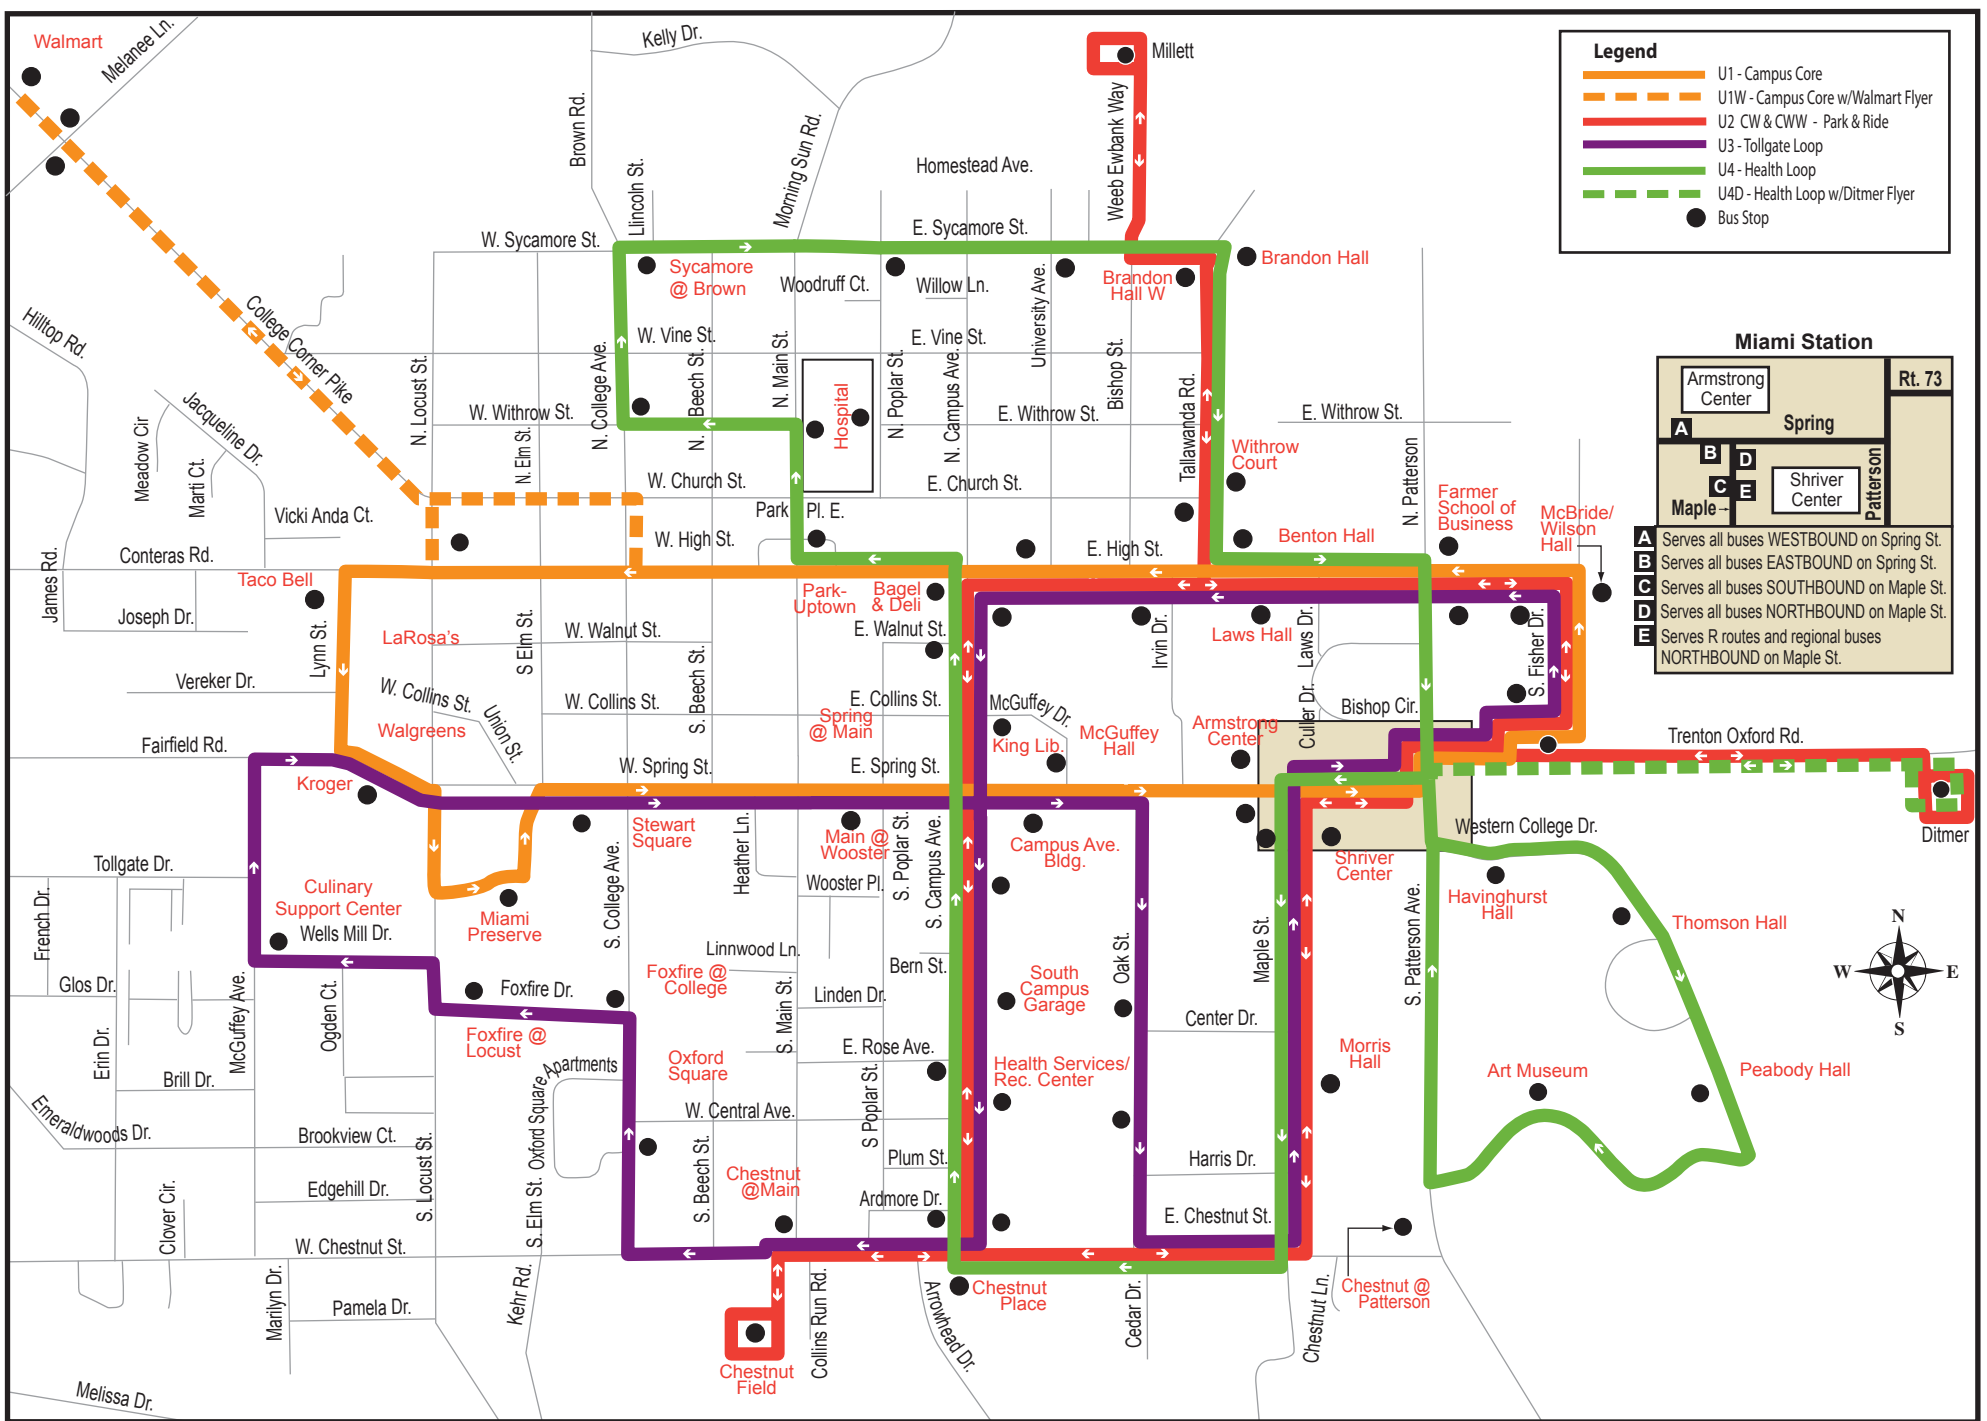 Walmart
Melanee Ln.
Kelly Dr.
Millett
Legend
U1 - Campus Core
U1W - Campus Core w/Walmart Flyer
U2 CW & CWW - Park & Ride
U3 - Tollgate Loop
U4 - Health Loop
U4D - Health Loop w/Ditmer Flyer
Bus Stop
Brown Rd.
Morning Sun Rd.
Weeb Ewbank Way
Homestead Ave.
Llincoln St.
W. Sycamore St.
E. Sycamore St.
Sycamore
@ Brown
Woodruff Ct.
Willow Ln.
University Ave.
Brandon
Hall W
Brandon Hall
College Corner Pike
Hilltop Rd.
W. Vine St.
E. Vine St.
N. Locust St.
N. College Ave.
N. Beech St.
N. Main St.
Hospital
N. Poplar St.
N. Campus Ave.
Bishop St.
Tallawanda Rd.
Miami Station
Armstrong
Center
Rt. 73
A
Spring
B
D
C
E
Shriver
Center
Maple
Patterson
A Serves all buses WESTBOUND on Spring St.
B Serves all buses EASTBOUND on Spring St.
C Serves all buses SOUTHBOUND on Maple St.
D Serves all buses NORTHBOUND on Maple St.
E Serves R routes and regional buses
NORTHBOUND on Maple St.
Meadow Cir
Jacqueline Dr.
Marti Ct.
W. Withrow St.
E. Withrow St.
E. Withrow St.
N. Elm St.
Withrow
Court
N. Patterson
W. Church St.
E. Church St.
Farmer
School of
Business
McBride/
Wilson
Hall
Vicki Anda Ct.
Park Pl. E.
W. High St.
E. High St.
Benton Hall
Conteras Rd.
James Rd.
Taco Bell
Joseph Dr.
Lynn St.
LaRosa's
S Elm St.
W. Walnut St.
Park-
Uptown
Bagel
& Deli
E. Walnut St.
Irvin Dr.
Laws Hall
Laws Dr.
S. Fisher Dr.
Vereker Dr.
W. Collins St.
Union St.
W. Collins St.
S. Beech St.
E. Collins St.
Spring
@ Main
McGuffey Dr.
King Lib.
McGuffey
Hall
Armstrong
Center
Culler Dr.
Bishop Cir.
Walgreens
Fairfield Rd.
Trenton Oxford Rd.
Kroger
W. Spring St.
E. Spring St.
Stewart
Square
Heather Ln.
Main @
Wooster
S. Poplar St.
S. Campus Ave.
Campus Ave.
Bldg.
Shriver
Center
Western College Dr.
Ditmer
Tollgate Dr.
French Dr.
Culinary
Support Center
Wells Mill Dr.
Miami
Preserve
S. College Ave.
Wooster Pl.
Havinghurst
Hall
Thomson Hall
N
W
E
S
Linnwood Ln.
Bern St.
Oak St.
Maple St.
S. Patterson Ave.
Glos Dr.
Erin Dr.
McGuffey Ave.
Ogden Ct.
Foxfire Dr.
Foxfire @
Locust
Foxfire @
College
S. Main St.
Linden Dr.
South
Campus
Garage
Center Dr.
Oxford
Square
E. Rose Ave.
Health Services/
Rec. Center
Morris
Hall
Art Museum
Peabody Hall
Brill Dr.
Oxford Square Apartments
W. Central Ave.
S Poplar St.
Emeraldwoods Dr.
Brookview Ct.
S. Locust St.
S. Elm St.
S. Beech St.
Chestnut
@Main
Plum St.
Harris Dr.
Clover Cir.
Edgehill Dr.
Ardmore Dr.
E. Chestnut St.
W. Chestnut St.
Marilyn Dr.
Pamela Dr.
Kehr Rd.
Chestnut
Field
Collins Run Rd.
Arrowhead Dr.
Chestnut
Place
Cedar Dr.
Chestnut Ln.
Chestnut @
Patterson
Melissa Dr.